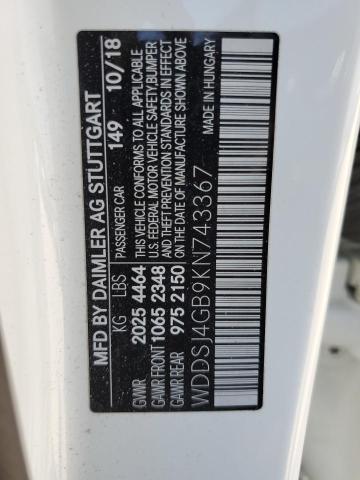 MFD BY DAIMLER AG STUTTGART
10/18
KG LBS PASSENGER CAR 149
GVWR 2025 4464
GAWR FRONT 1065 2348
GAWR REAR 975 2150
THIS VEHICLE CONFORMS TO ALL APPLICABLE
U.S. FEDERAL MOTOR VEHICLE SAFETY,BUMPER
AND THEFT PREVENTION STANDARDS IN EFFECT
ON THE DATE OF MANUFACTURE SHOWN ABOVE.
WDDSJ4GB9KN743367 MADE IN HUNGARY